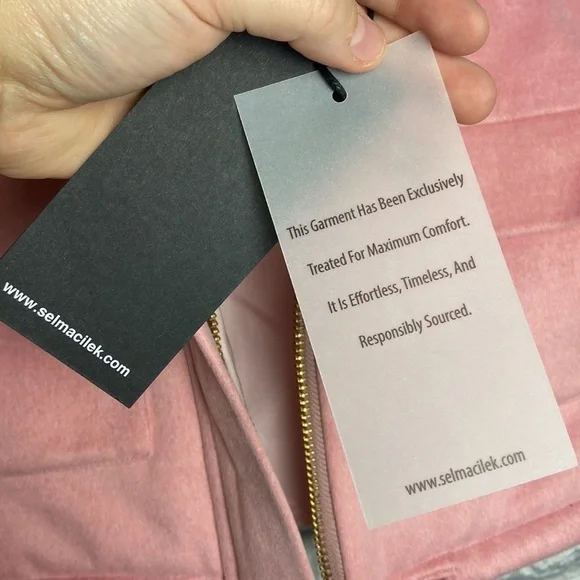 www.selmacilek.com
This Garment Has Been Exclusively
Treated For Maximum Comfort.
It Is Effortless, Timeless, And
Responsibly Sourced.
www.selmacilek.com